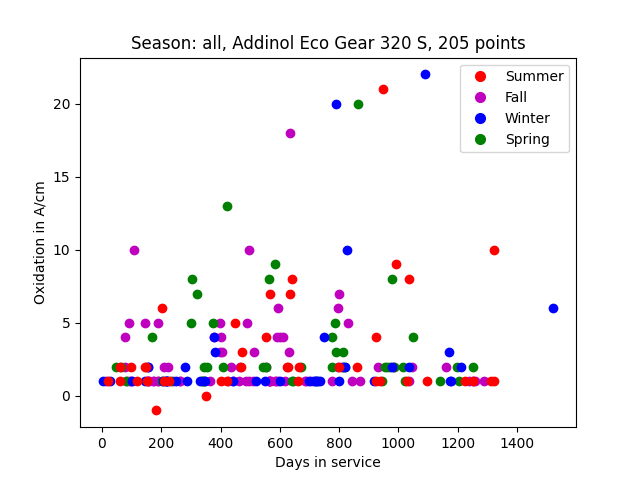 Season: all, Addinol Eco Gear 320 S, 205 points
Summer
Fall
Winter
Spring
Oxidation in A/cm
20
15
10
5
0
0 200 400 600 800 1000 1200 1400
Days in service